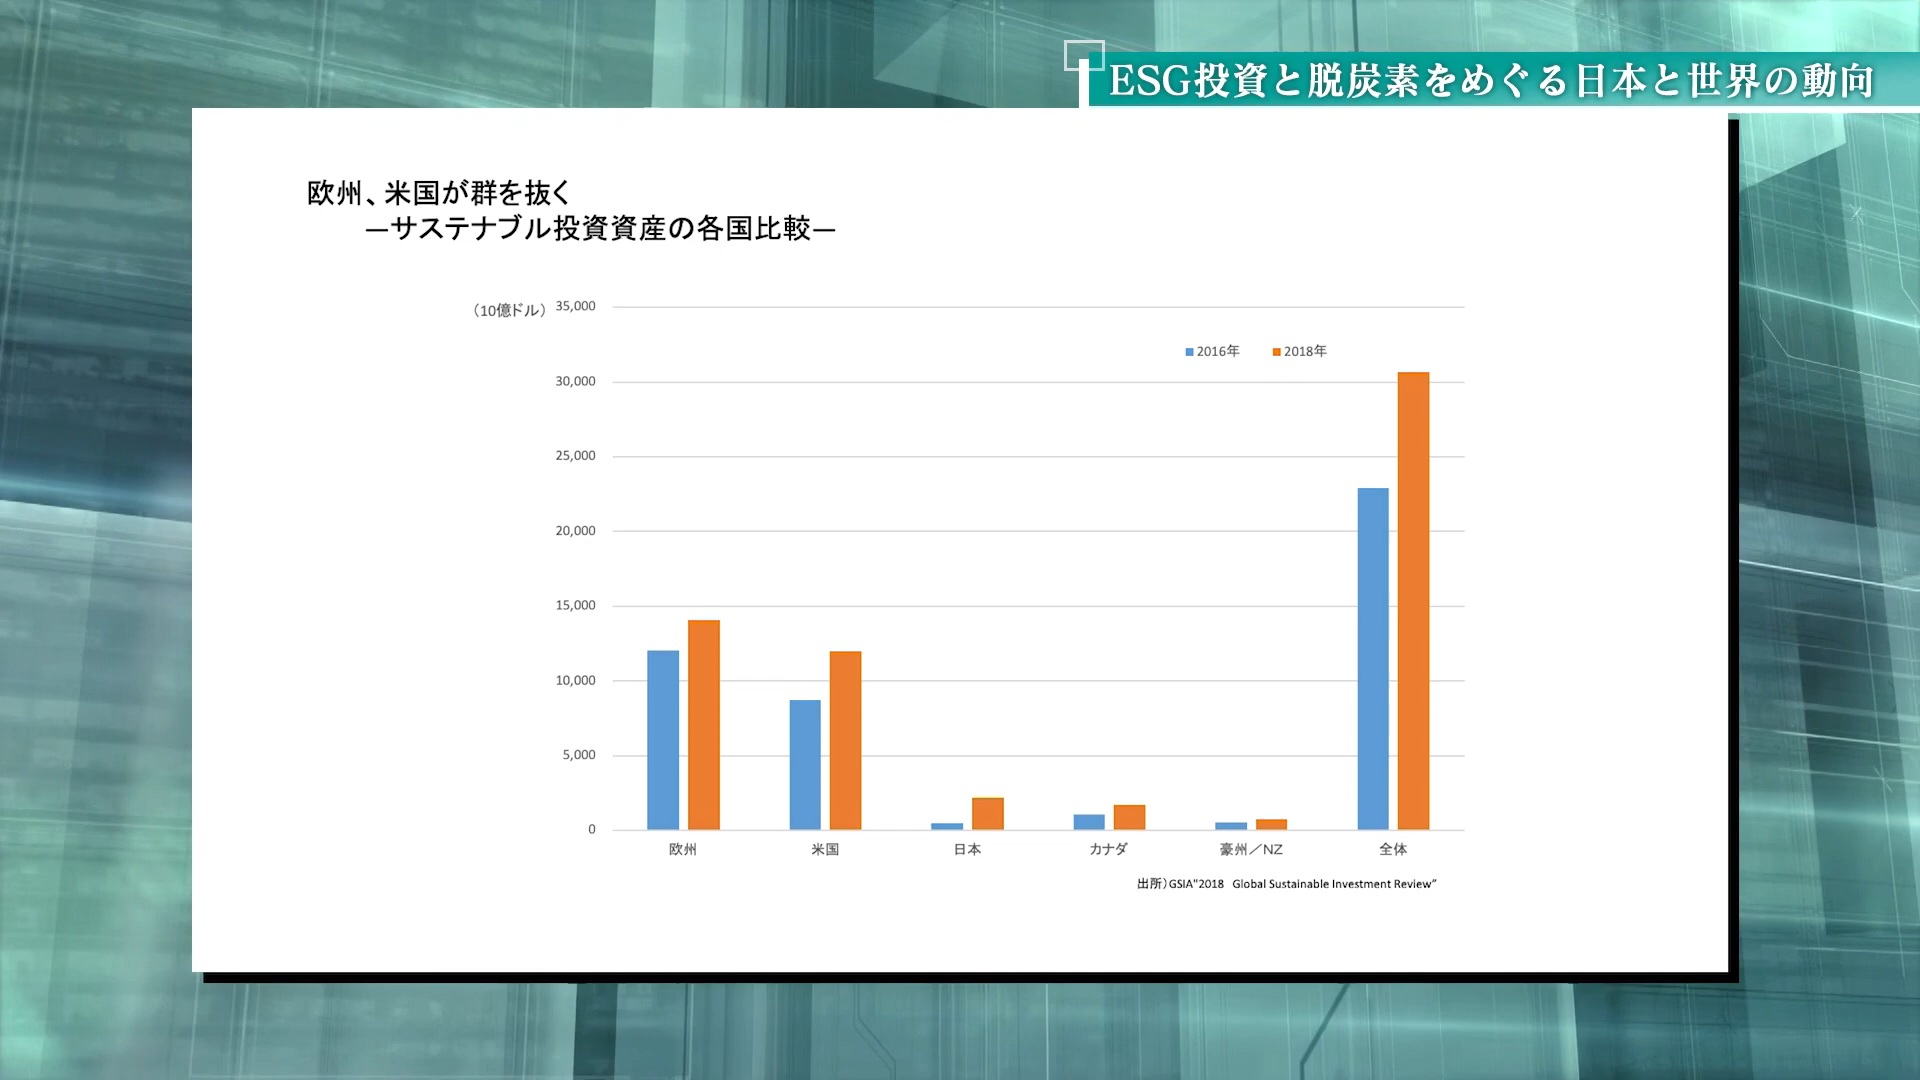 ESG投資と脱炭素をめぐる日本と世界の動向
欧州、米国が群を抜く
―サステナブル投資資産の各国比較―
（10億ドル）
35,000
2016年 2018年
30,000
25,000
20,000
15,000
10,000
5,000
0
欧州 米国 日本 カナダ 豪州／NZ 全体
出所）GSIA"2018 Global Sustainable Investment Review"